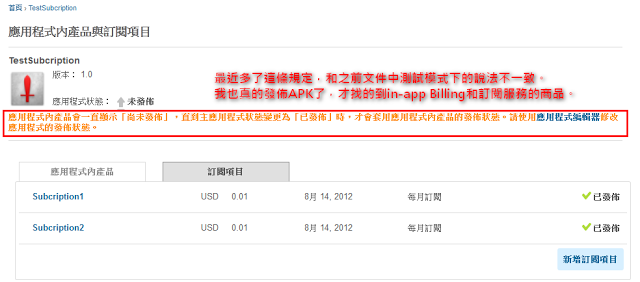 首頁 › TestSubcription
應用程式內產品與訂閱項目
TestSubcription
版本： 1.0
應用程式狀態： 未發佈
最近多了這條規定，和之前文件中測試模式下的說法不一致。
我也真的發佈APK了，才找的到in-app Billing和訂閱服務的商品。
應用程式內產品會一直顯示「尚未發佈」，直到主應用程式狀態變更為「已發佈」時，才會套用應用程式內產品的發佈狀態。請使用應用程式編輯器修改
應用程式的發佈狀態。
應用程式內產品 訂閱項目
Subcription1 USD 0.01 8月 14, 2012 每月訂閱 已發佈
Subcription2 USD 0.01 8月 14, 2012 每月訂閱 已發佈
新增訂閱項目